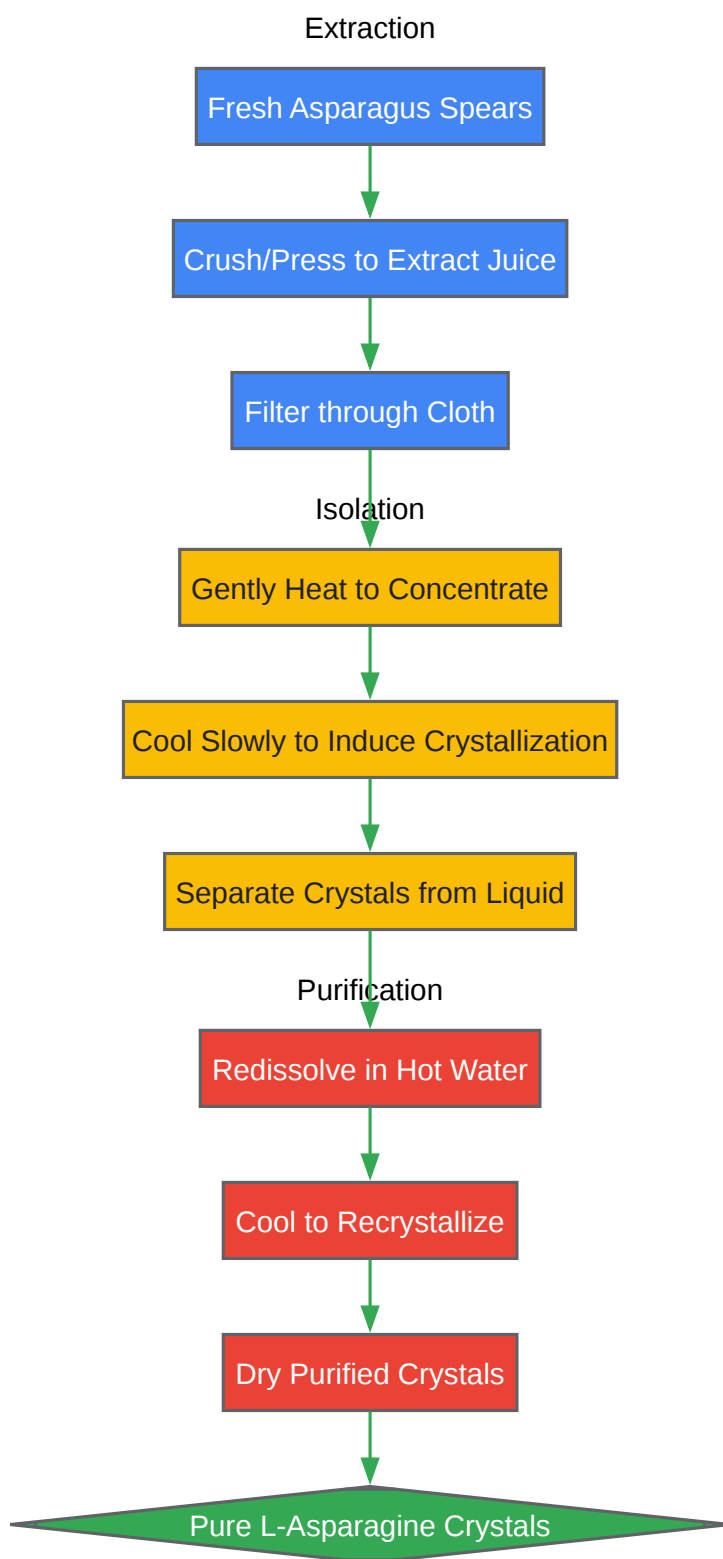 Extraction
Fresh Asparagus Spears
Crush/Press to Extract Juice
Filter through Cloth
Isolation
Gently Heat to Concentrate
Cool Slowly to Induce Crystallization
Separate Crystals from Liquid
Purification
Redissolve in Hot Water
Cool to Recrystallize
Dry Purified Crystals
Pure L-Asparagine Crystals